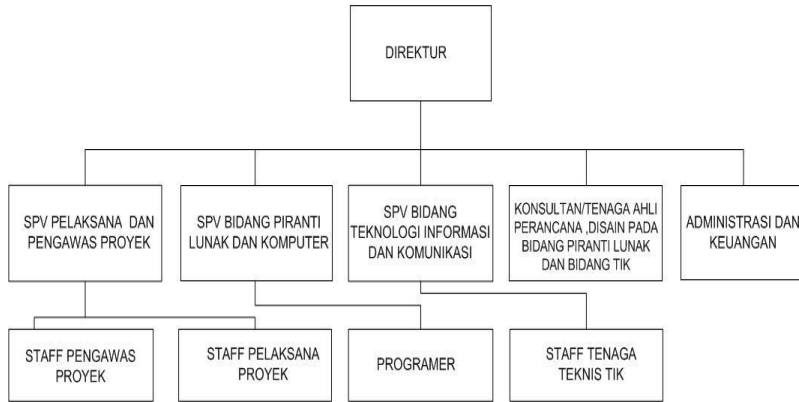 DIREKTUR
SPV PELAKSANA DAN
PENGAWAS PROYEK
SPV BIDANG PIRANTI
LUNAK DAN KOMPUTER
SPV BIDANG
TEKNOLOGI INFORMASI
DAN KOMUNIKASI
KONSULTAN/TENAGA AHLI
PERANCANA ,DISAIN PADA
BIDANG PIRANTI LUNAK
DAN BIDANG TIK
ADMINISTRASI DAN
KEUANGAN
STAFF PENGAWAS
PROYEK
STAFF PELAKSANA
PROYEK
PROGRAMER
STAFF TENAGA
TEKNIS TIK